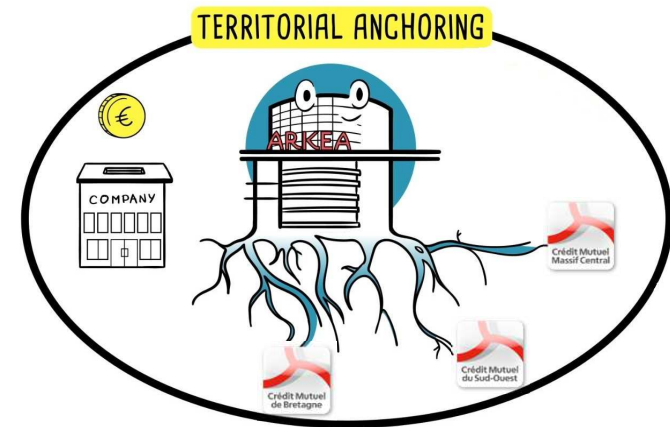 TERRITORIAL ANCHORING
€
ARKEA
COMPANY
Crédit Mutuel
Massif Central
Crédit Mutuel
du Sud-Ouest
Crédit Mutuel
de Bretagne